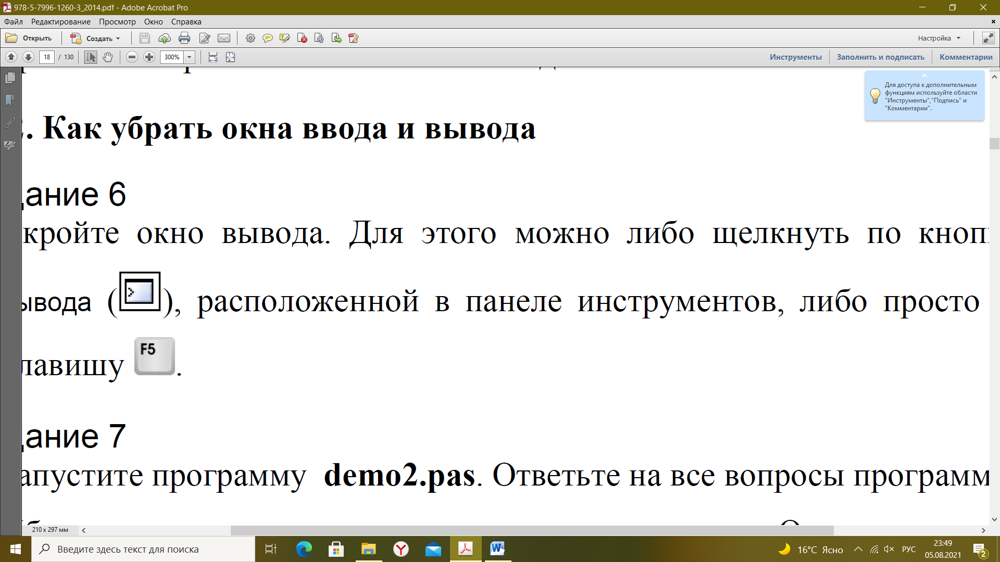 978-5-7996-1260-3_2014.pdf - Adobe Acrobat Pro
Файл Редактирование Просмотр Окно Справка
Открыть Создать Настройка
18 / 130 300% Инструменты Заполнить и подписать Комментарии
Для доступа к дополнительным
функциям используйте области
"Инструменты","Подпись" и
"Комментарии".
. Как убрать окна ввода и вывода
дание 6
кройте окно вывода. Для этого можно либо щелкнуть по кноп
ывода ( ), расположенной в панеле инструментов, либо просто
лавишу F5 .
дание 7
апустите программу demo2.pas. Ответьте на все вопросы программ
210 x 297 мм
Введите здесь текст для поиска
16°C Ясно РУС 23:49
05.08.2021 2